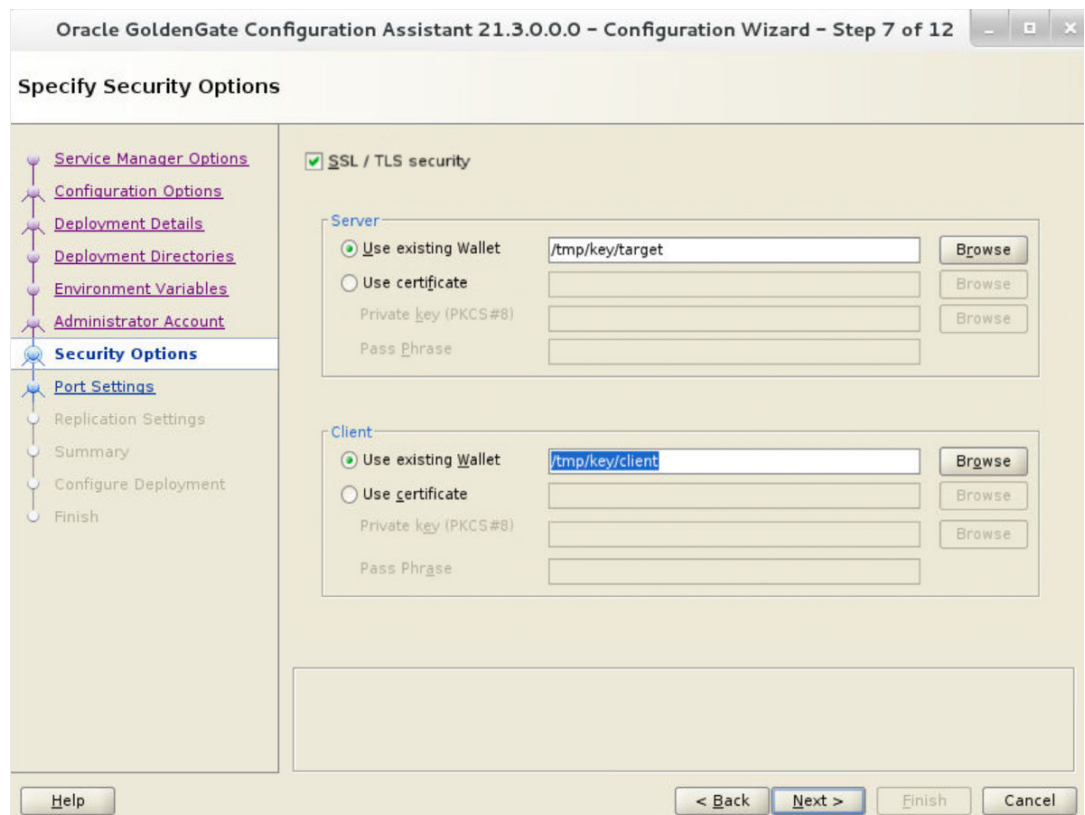 Oracle GoldenGate Configuration Assistant 21.3.0.0.0 - Configuration Wizard - Step 7 of 12
Specify Security Options
Service Manager Options
Configuration Options
Deployment Details
Deployment Directories
Environment Variables
Administrator Account
Security Options
Port Settings
Replication Settings
Summary
Configure Deployment
Finish
SSL / TLS security
Server
Use existing Wallet /tmp/key/target Browse
Use certificate Browse
Private key (PKCS#8) Browse
Pass Phrase
Client
Use existing Wallet /tmp/key/client Browse
Use certificate Browse
Private key (PKCS#8) Browse
Pass Phrase
Help < Back Next > Finish Cancel